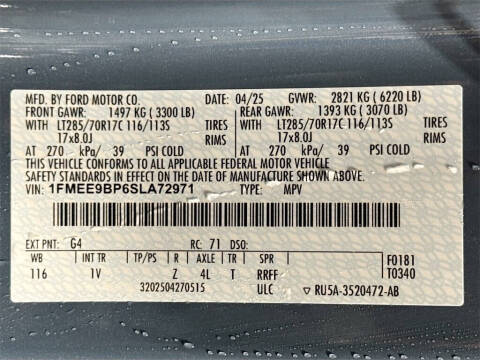 MFD. BY FORD MOTOR CO. DATE: 04/25 GVWR: 2821 KG ( 6220 LB)
FRONT GAWR: 1497 KG ( 3300 LB) REAR GAWR: 1393 KG ( 3070 LB)
WITH LT285/70R17C 116/113S TIRES WITH LT285/70R17C 116/113S TIRES
17x8.0J RIMS 17x8.0J RIMS
AT 270 kPa/ 39 PSI COLD AT 270 kPa/ 39 PSI COLD
THIS VEHICLE CONFORMS TO ALL APPLICABLE FEDERAL MOTOR VEHICLE
SAFETY STANDARDS IN EFFECT ON THE DATE OF MANUFACTURE SHOWN ABOVE.
VIN: 1FMEE9BP6SLA72971 TYPE: MPV
EXT PNT: G4 RC: 71 DSO:
WB INT TR TP/PS R AXLE TR SPR F0181
116 1V Z 4L T RRFF T0340
3202504270515 ULC RU5A-3520472-AB